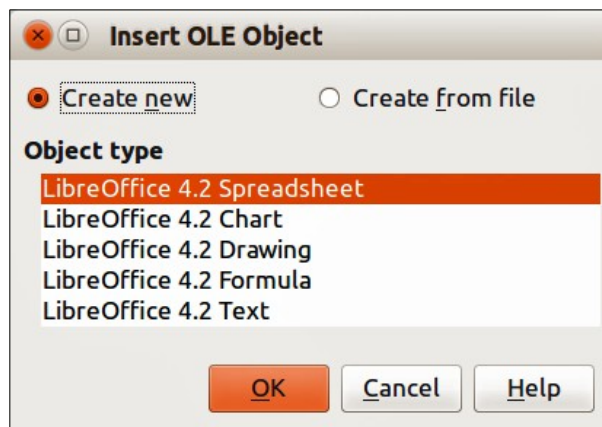 Insert OLE Object
Create new
Create from file
Object type
LibreOffice 4.2 Spreadsheet
LibreOffice 4.2 Chart
LibreOffice 4.2 Drawing
LibreOffice 4.2 Formula
LibreOffice 4.2 Text
OK
Cancel
Help